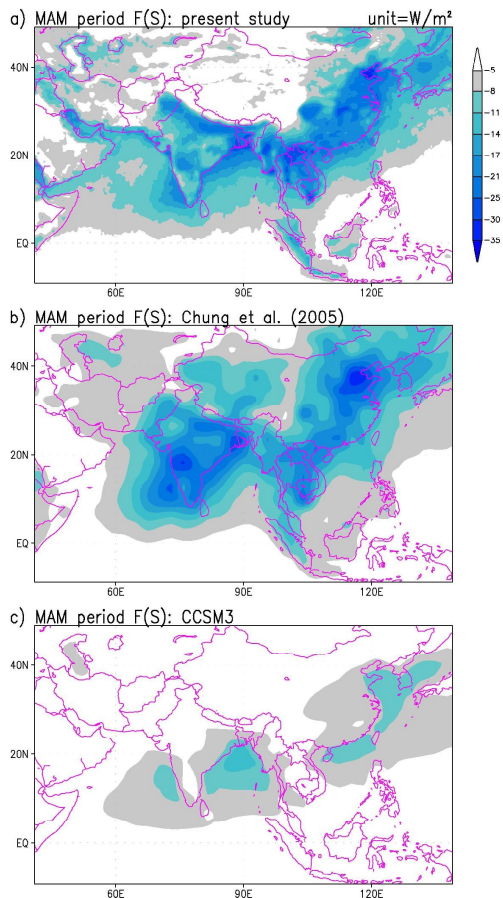 a) MAM period F(S): present study unit=W/m²
40N
20N
EQ
60E 90E 120E
-5
-8
-11
-14
-17
-21
-25
-30
-35
b) MAM period F(S): Chung et al. (2005)
40N
20N
EQ
60E 90E 120E
c) MAM period F(S): CCSM3
40N
20N
EQ
60E 90E 120E